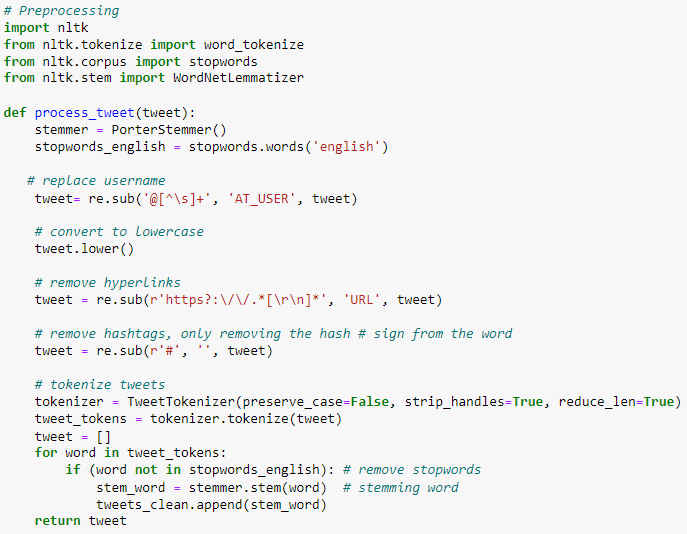 # Preprocessing
import nltk
from nltk.tokenize import word_tokenize
from nltk.corpus import stopwords
from nltk.stem import WordNetLemmatizer

def process_tweet(tweet):
    stemmer = PorterStemmer()
    stopwords_english = stopwords.words('english')

   # replace username
    tweet= re.sub('@[^\s]+', 'AT_USER', tweet)

    # convert to lowercase
    tweet.lower()

    # remove hyperlinks
    tweet = re.sub(r'https?:\/\/.*[\r\n]*', 'URL', tweet)

    # remove hashtags, only removing the hash # sign from the word
    tweet = re.sub(r'#', '', tweet)

    # tokenize tweets
    tokenizer = TweetTokenizer(preserve_case=False, strip_handles=True, reduce_len=True)
    tweet_tokens = tokenizer.tokenize(tweet)
    tweet = []
    for word in tweet_tokens:
        if (word not in stopwords_english): # remove stopwords
            stem_word = stemmer.stem(word)  # stemming word
            tweets_clean.append(stem_word)
    return tweet